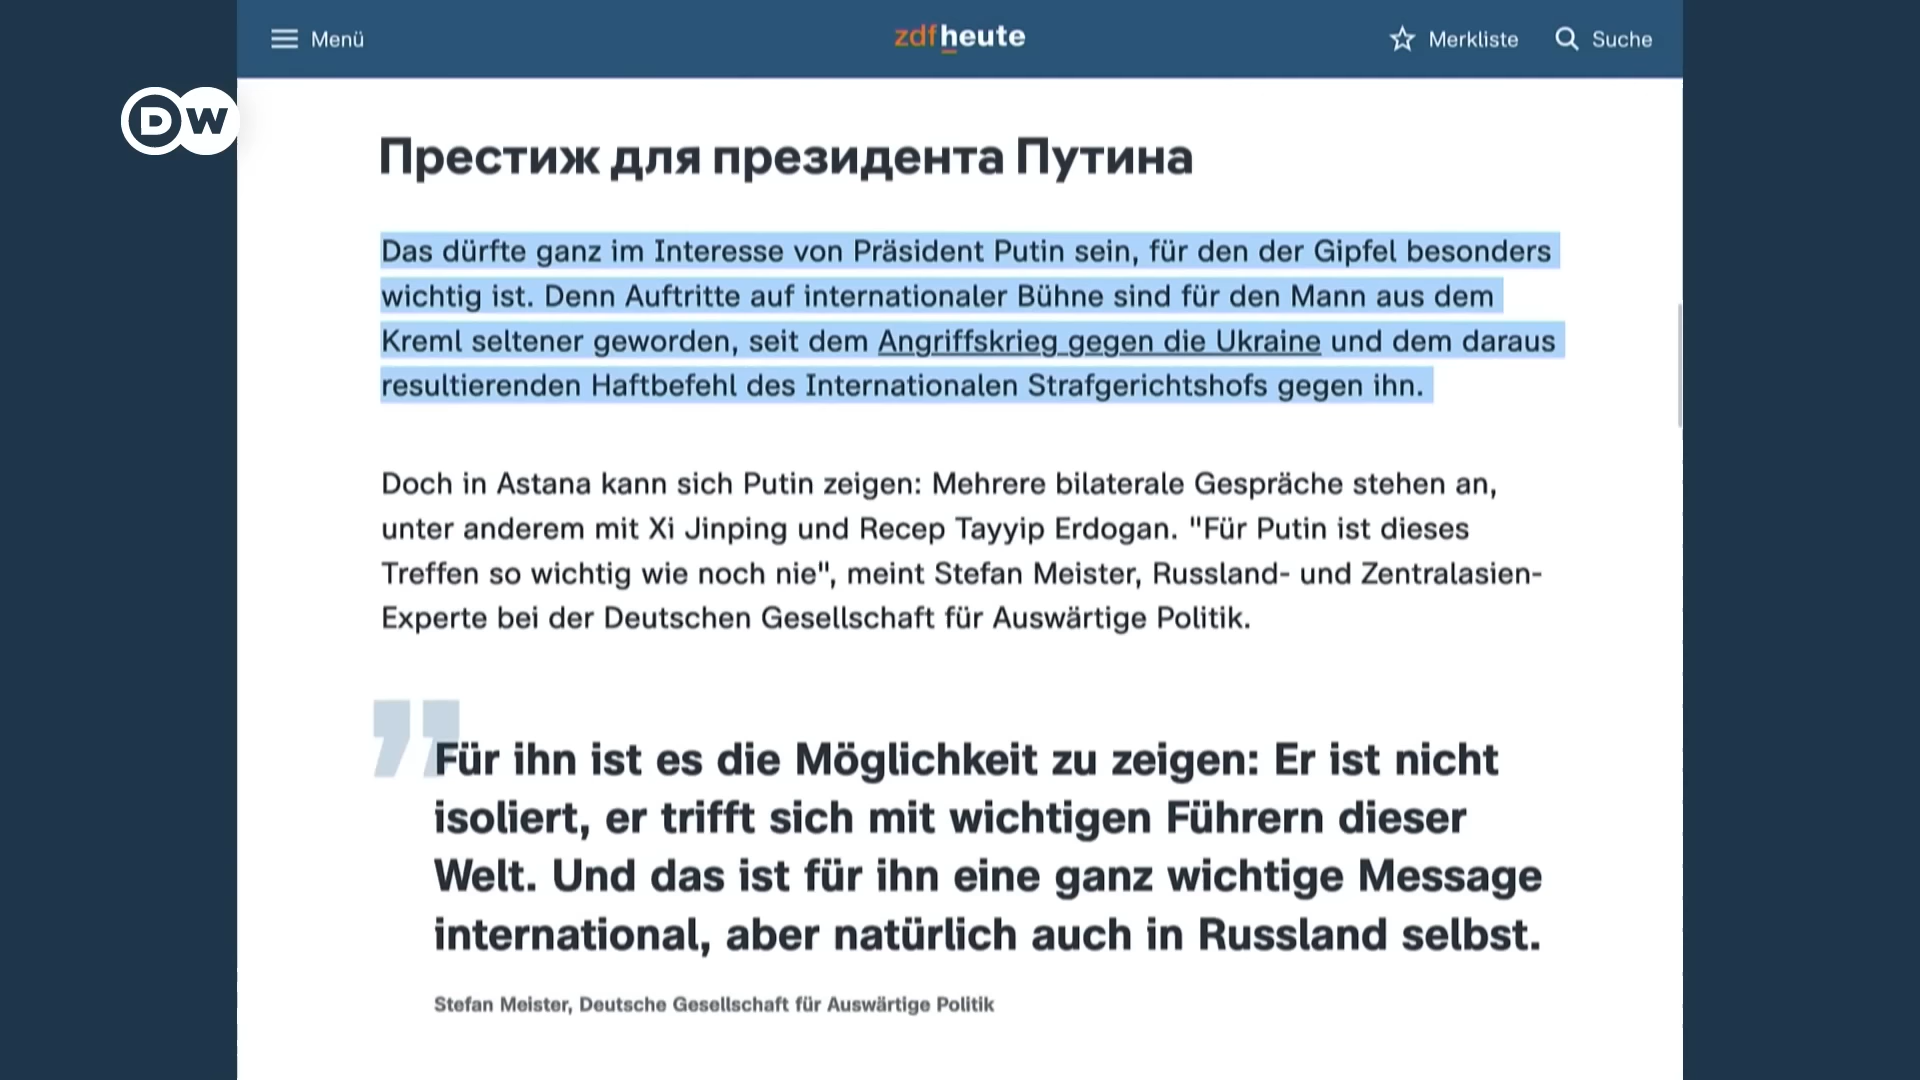 Menü
zdfheute
Merkliste
Suche
DW
Престиж для президента Путина
Das dürfte ganz im Interesse von Präsident Putin sein, für den der Gipfel besonders
wichtig ist. Denn Auftritte auf internationaler Bühne sind für den Mann aus dem
Kreml seltener geworden, seit dem Angriffskrieg gegen die Ukraine und dem daraus
resultierenden Haftbefehl des Internationalen Strafgerichtshofs gegen ihn.
Doch in Astana kann sich Putin zeigen: Mehrere bilaterale Gespräche stehen an,
unter anderem mit Xi Jinping und Recep Tayyip Erdogan. "Für Putin ist dieses
Treffen so wichtig wie noch nie", meint Stefan Meister, Russland- und Zentralasien-
Experte bei der Deutschen Gesellschaft für Auswärtige Politik.
”
Für ihn ist es die Möglichkeit zu zeigen: Er ist nicht
isoliert, er trifft sich mit wichtigen Führern dieser
Welt. Und das ist für ihn eine ganz wichtige Message
international, aber natürlich auch in Russland selbst.
Stefan Meister, Deutsche Gesellschaft für Auswärtige Politik